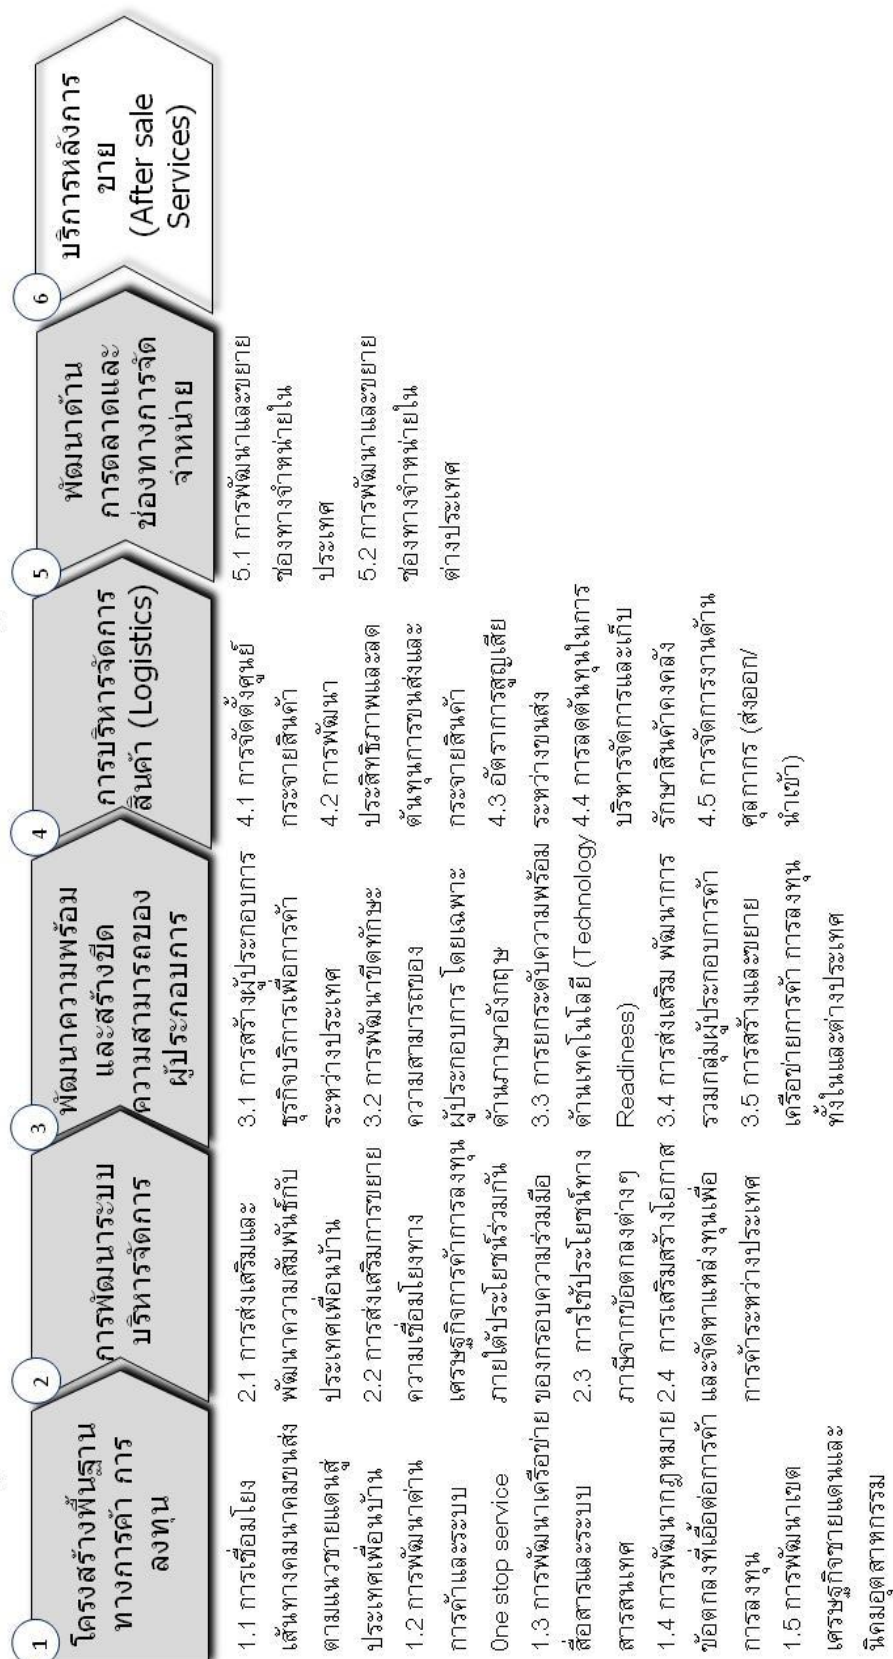 1
โครงสร้างพื้นฐาน
ทางการค้า การ
ลงทุน
1.1 การเชื่อมโยง
เส้นทางคมนาคมขนส่ง
ตามแนวชายแดนสู่
ประเทศเพื่อนบ้าน
1.2 การพัฒนาด่าน
การค้าและระบบ
One stop service
1.3 การพัฒนาเครือข่าย
สื่อสารและระบบ
สารสนเทศ
1.4 การพัฒนากฎหมาย
ข้อตกลงที่เอื้อต่อการค้า
การลงทุน
1.5 การพัฒนาเขต
เศรษฐกิจชายแดนและ
นิคมอุตสาหกรรม
2
การพัฒนาระบบ
บริหารจัดการ
2.1 การส่งเสริมและ
พัฒนาความสัมพันธ์กับ
ประเทศเพื่อนบ้าน
2.2 การส่งเสริมการขยาย
ความเชื่อมโยงทาง
เศรษฐกิจการค้าการลงทุน
ภายใต้ประโยชน์ร่วมกัน
ของกรอบความร่วมมือ
2.3 การใช้ประโยชน์ทาง
ภาษีจากข้อตกลงต่างๆ
2.4 การเสริมสร้างโอกาส
และจัดหาแหล่งทุนเพื่อ
การค้าระหว่างประเทศ
3
พัฒนาความพร้อม
และสร้างขีด
ความสามารถของ
ผู้ประกอบการ
3.1 การสร้างผู้ประกอบการ
ธุรกิจบริการเพื่อการค้า
ระหว่างประเทศ
3.2 การพัฒนาขีดทักษะ
ความสามารถของ
ผู้ประกอบการ โดยเฉพาะ
ด้านภาษาอังกฤษ
3.3 การยกระดับความพร้อม
ด้านเทคโนโลยี (Technology
Readiness)
3.4 การส่งเสริม พัฒนาการ
รวมกลุ่มผู้ประกอบการค้า
3.5 การสร้างและขยาย
เครือข่ายการค้า การลงทุน
ทั้งในและต่างประเทศ
4
การบริหารจัดการ
สินค้า (Logistics)
4.1 การจัดตั้งศูนย์
กระจายสินค้า
4.2 การพัฒนา
ประสิทธิภาพและลด
ต้นทุนการขนส่งและ
กระจายสินค้า
4.3 อัตราการสูญเสีย
ระหว่างขนส่ง
4.4 การลดต้นทุนในการ
บริหารจัดการและเก็บ
รักษาสินค้าคงคลัง
4.5 การจัดการงานด้าน
ศุลกากร (ส่งออก/
นำเข้า)
5
พัฒนาด้าน
การตลาดและ
ช่องทางการจัด
จำหน่าย
5.1 การพัฒนาและขยาย
ช่องทางจำหน่ายใน
ประเทศ
5.2 การพัฒนาและขยาย
ช่องทางจำหน่ายใน
ต่างประเทศ
6
บริการหลังการ
ขาย
(After sale
Services)